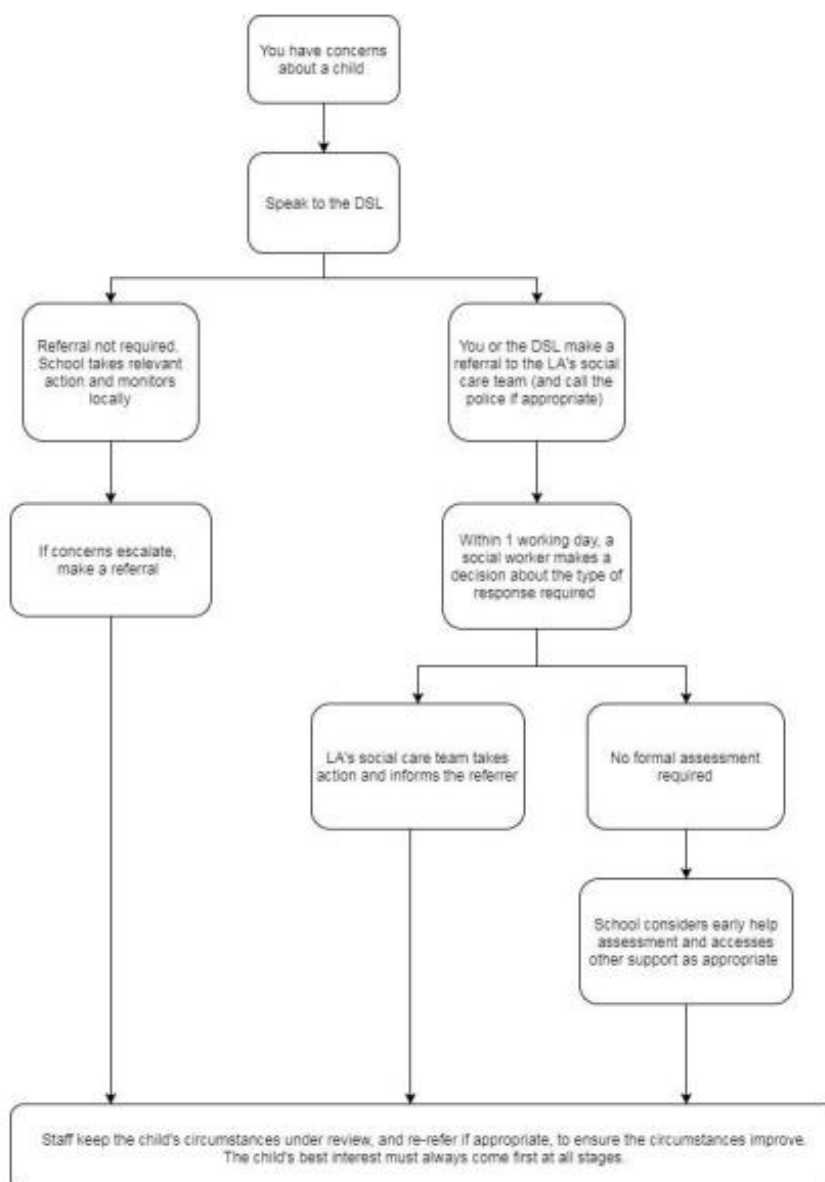 You have concerns
about a child
Speak to the DSL
Referral not required.
School takes relevant
action and monitors
locally
You or the DSL make a
referral to the LA's social
care team (and call the
police if appropriate)
If concerns escalate,
make a referral
Within 1 working day, a
social worker makes a
decision about the type of
response required
LA's social care team takes
action and informs the referrer
No formal assessment
required
School considers early help
assessment and accesses
other support as appropriate
Staff keep the child's circumstances under review, and re-refer if appropriate, to ensure the circumstances improve.
The child's best interest must always come first at all stages.